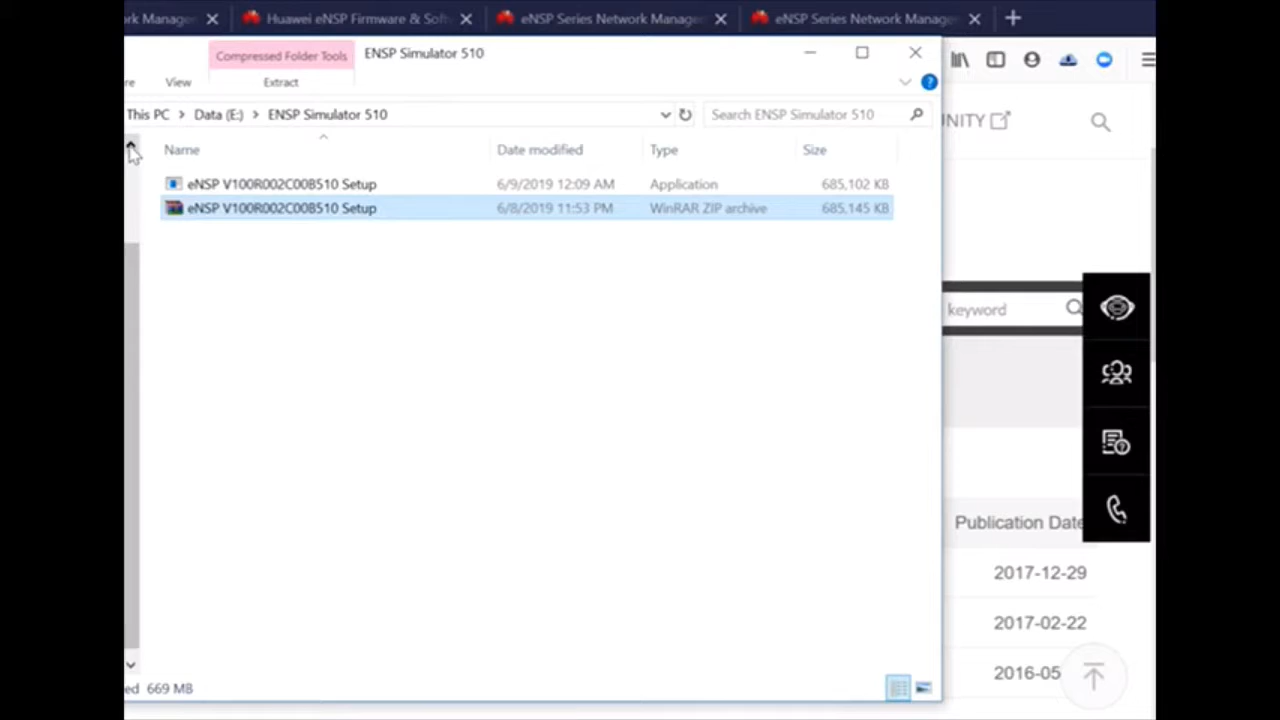 rk Manage
Huawei eNSP Firmware & Soft
eNSP Series Network Manage
eNSP Series Network Manage
Compressed Folder Tools
ENSP Simulator 510
re
View
Extract
This PC > Data (E:) > ENSP Simulator 510
Search ENSP Simulator 510
NITY
Name
Date modified
Type
Size
eNSP V100R002C00B510 Setup 6/9/2019 12:09 AM Application 685,102 KB
eNSP V100R002C00B510 Setup 6/8/2019 11:53 PM WinRAR ZIP archive 685,145 KB
keyword
Publication Date
2017-12-29
2017-02-22
2016-05
ed 669 MB